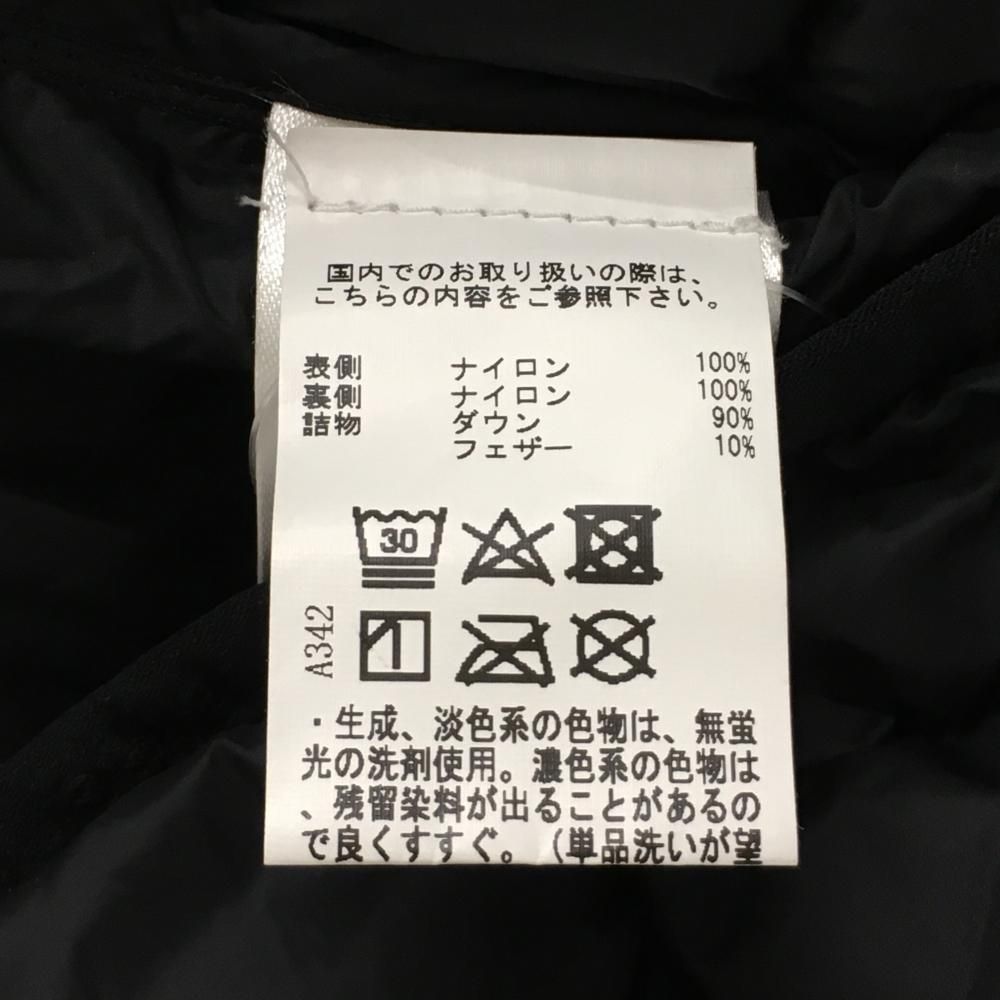 国内でのお取り扱いの際は、
こちらの内容をご参照下さい。
表側 ナイロン 100%
裏側 ナイロン 100%
詰物 ダウン 90%
フェザー 10%
30
A342
・生成、淡色系の色物は、無蛍
光の洗剤使用。濃色系の色物は
、残留染料が出ることがあるの
で良くすすぐ。(単品洗いが望